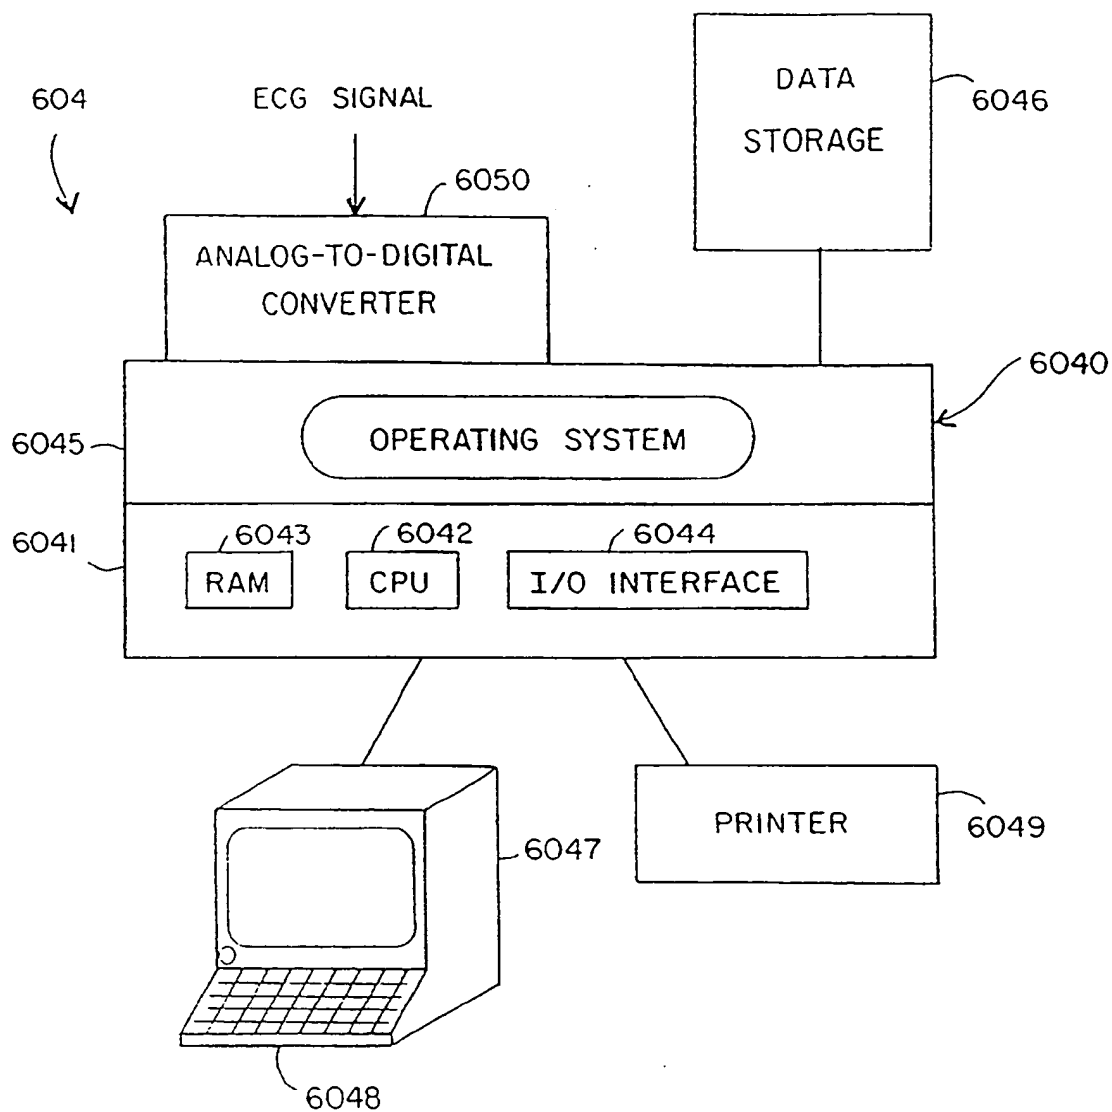 604
ECG SIGNAL
DATA
STORAGE
6046
6050
ANALOG-TO-DIGITAL
CONVERTER
6040
6045
OPERATING SYSTEM
6041
6043
6042
6044
RAM
CPU
I/O INTERFACE
6047
PRINTER
6049
6048